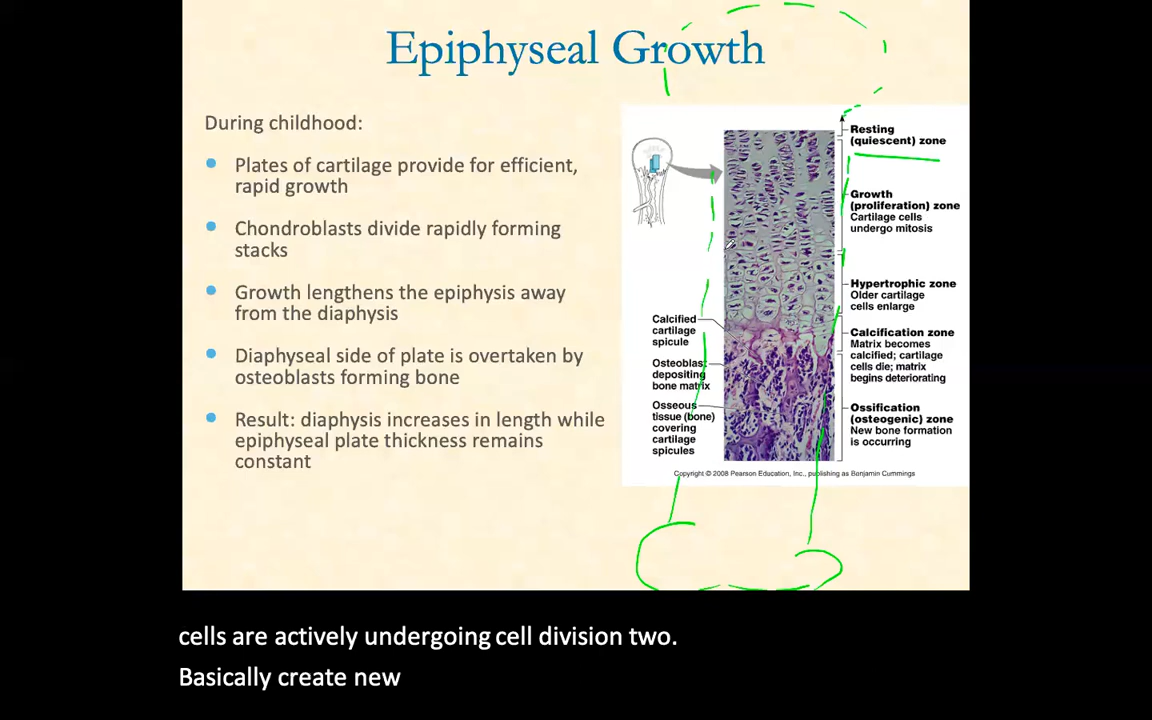 Epiphyseal Growth
During childhood:
Plates of cartilage provide for efficient,
rapid growth
Chondroblasts divide rapidly forming
stacks
Growth lengthens the epiphysis away
from the diaphysis
Diaphyseal side of plate is overtaken by
osteoblasts forming bone
Result: diaphysis increases in length while
epiphyseal plate thickness remains
constant
Resting
(quiescent) zone
Growth
(proliferation) zone
Cartilage cells
undergo mitosis
Hypertrophic zone
Older cartilage
cells enlarge
Calcification zone
Matrix becomes
calcified; cartilage
cells die; matrix
begins deteriorating
Ossification
(osteogenic) zone
New bone formation
is occurring
Calcified
cartilage
spicule
Osteoblast
depositing
bone matrix
Osseous
tissue (bone)
covering
cartilage
spicules
Copyright © 2008 Pearson Education, Inc., publishing as Benjamin Cummings
cells are actively undergoing cell division two.
Basically create new